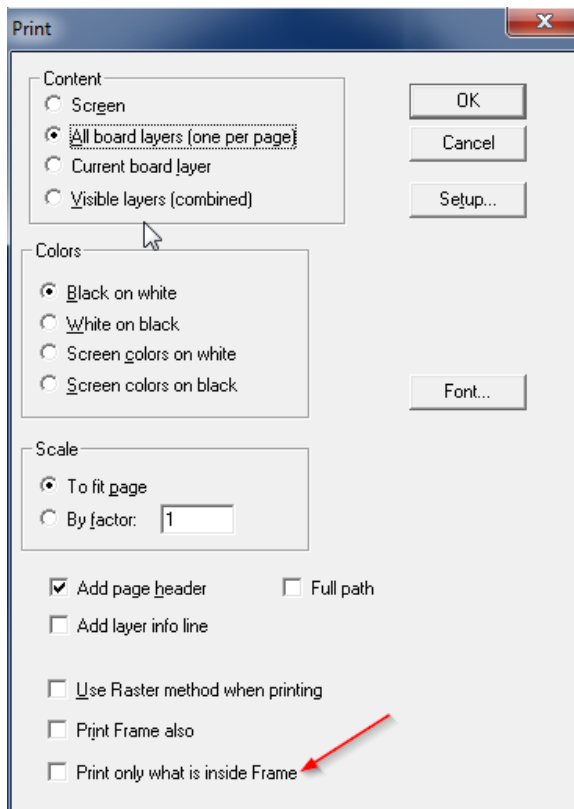 Print
Content
Screen
All board layers (one per page)
Current board layer
Visible layers (combined)
OK
Cancel
Setup...
Colors
Black on white
White on black
Screen colors on white
Screen colors on black
Font...
Scale
To fit page
By factor: 1
Add page header Full path
Add layer info line
Use Raster method when printing
Print Frame also
Print only what is inside Frame